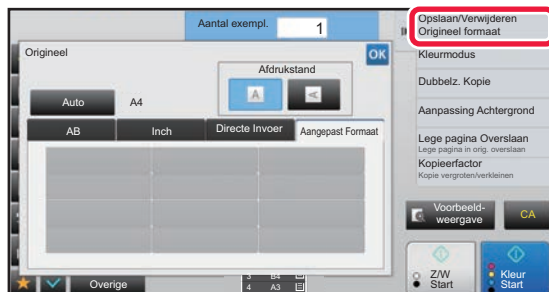 Aantal exempl.
1
Opslaan/Verwijderen
Origineel formaat
Origineel
OK
Afdrukstand
A
A
Auto
A4
AB
Inch
Directe Invoer
Aangepast Formaat
Kleurmodus
Dubbelz. Kopie
Aanpassing Achtergrond
Lege pagina Overslaan
Lege pagina in orig. overslaan
Kopieerfactor
Kopie vergroten/verkleinen
Voorbeeld-
weergave
CA
Z/W
Start
Kleur
Start
Overige
3 B4
4 A3